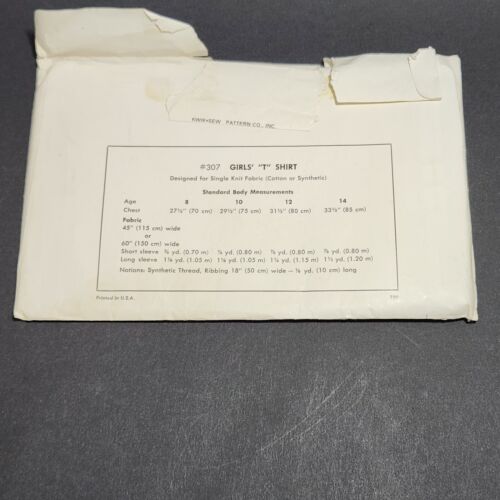 KWIK•SEW PATTERN CO., INC.
#307 GIRLS' "T" SHIRT
Designed for Single Knit Fabric (Cotton or Synthetic)
Standard Body Measurements
Age 8 10 12 14
Chest 27½" (70 cm) 29½" (75 cm) 31½" (80 cm) 33½" (85 cm)
Fabric
45" (115 cm) wide
or
60" (150 cm) wide
Short sleeve ¾ yd. (0.70 m) ⅞ yd. (0.80 m) ⅞ yd. (0.80 m) ⅞ yd. (0.80 m)
Long sleeve 1⅛ yd. (1.05 m) 1⅛ yd. (1.05 m) 1¼ yd. (1.15 m) 1⅓ yd. (1.20 m)
Notions: Synthetic Thread, Ribbing 18" (50 cm) wide — ⅛ yd. (10 cm) long
Printed in U.S.A.